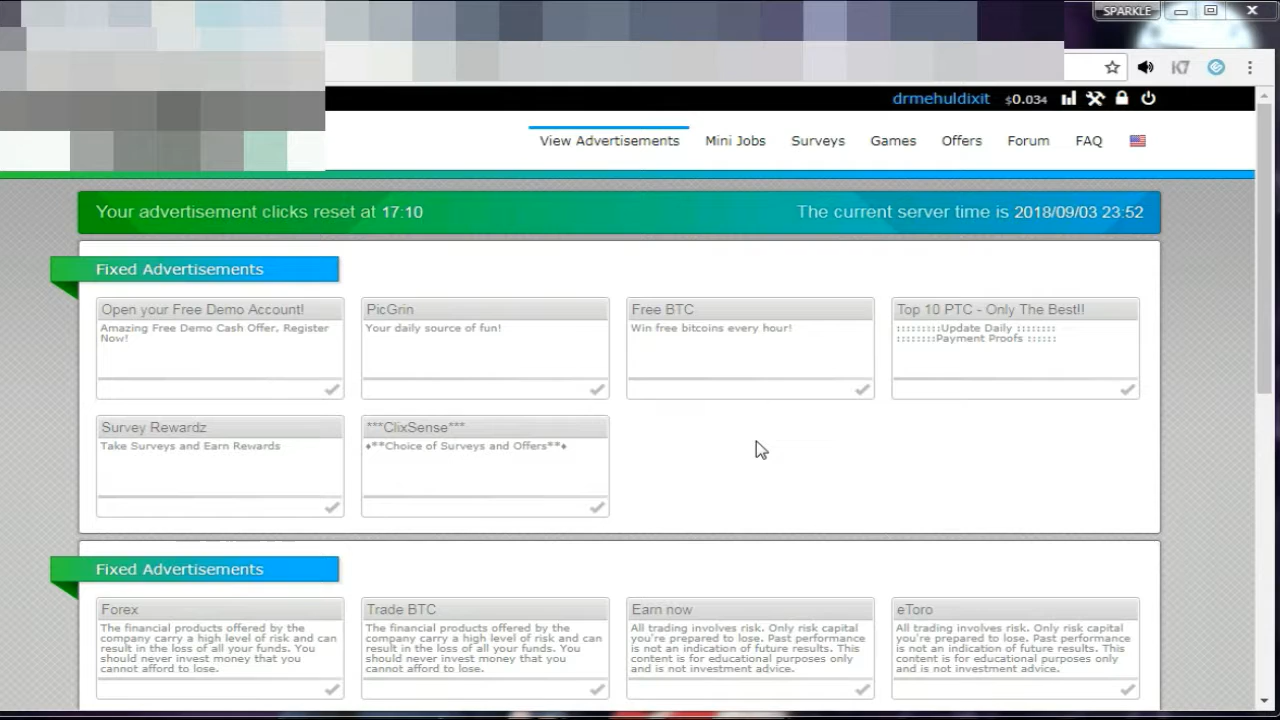 SPARKLE
K7
drmehuldixit $0.034
View Advertisements Mini Jobs Surveys Games Offers Forum FAQ
Your advertisement clicks reset at 17:10 The current server time is 2018/09/03 23:52
Fixed Advertisements
Open your Free Demo Account!
Amazing Free Demo Cash Offer, Register
Now!
PicGrin
Your daily source of fun!
Free BTC
Win free bitcoins every hour!
Top 10 PTC - Only The Best!!
:::::::::Update Daily ::::::::
::::::::Payment Proofs ::::::
Survey Rewardz
Take Surveys and Earn Rewards
***ClixSense***
♦**Choice of Surveys and Offers**♦
Fixed Advertisements
Forex
The financial products offered by the
company carry a high level of risk and can
result in the loss of all your funds. You
should never invest money that you
cannot afford to lose.
Trade BTC
The financial products offered by the
company carry a high level of risk and can
result in the loss of all your funds. You
should never invest money that you
cannot afford to lose.
Earn now
All trading involves risk. Only risk capital
you're prepared to lose. Past performance
is not an indication of future results. This
content is for educational purposes only
and is not investment advice.
eToro
All trading involves risk. Only risk capital
you're prepared to lose. Past performance
is not an indication of future results. This
content is for educational purposes only
and is not investment advice.